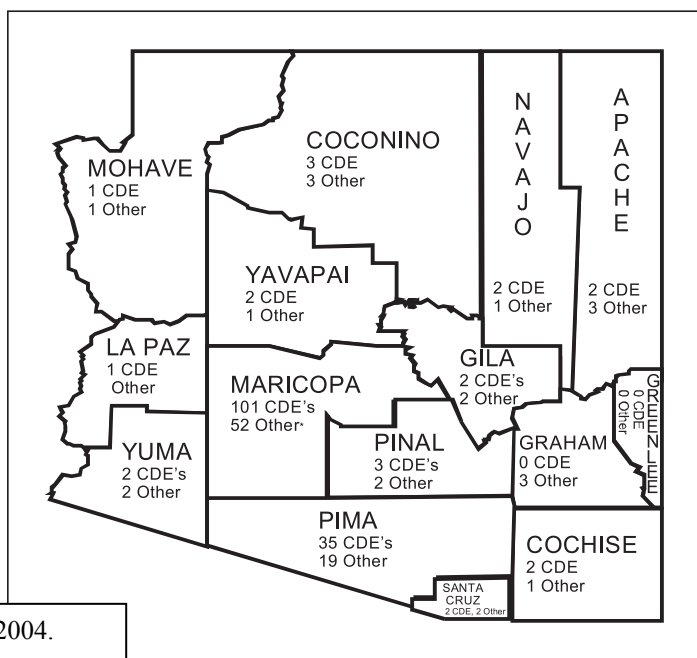 MOHAVE
1 CDE
1 Other
COCONINO
3 CDE
3 Other
NAVAJO
2 CDE
1 Other
APACHE
2 CDE
3 Other
YAVAPAI
2 CDE
1 Other
LA PAZ
1 CDE
Other
MARICOPA
101 CDE's
52 Other*
GILA
2 CDE's
2 Other
GREENLEE
0 CDE
0 Other
YUMA
2 CDE's
2 Other
PINAL
3 CDE's
2 Other
GRAHAM
0 CDE
3 Other
PIMA
35 CDE's
19 Other
COCHISE
2 CDE
1 Other
SANTA
CRUZ
2 CDE, 2 Other
2004.